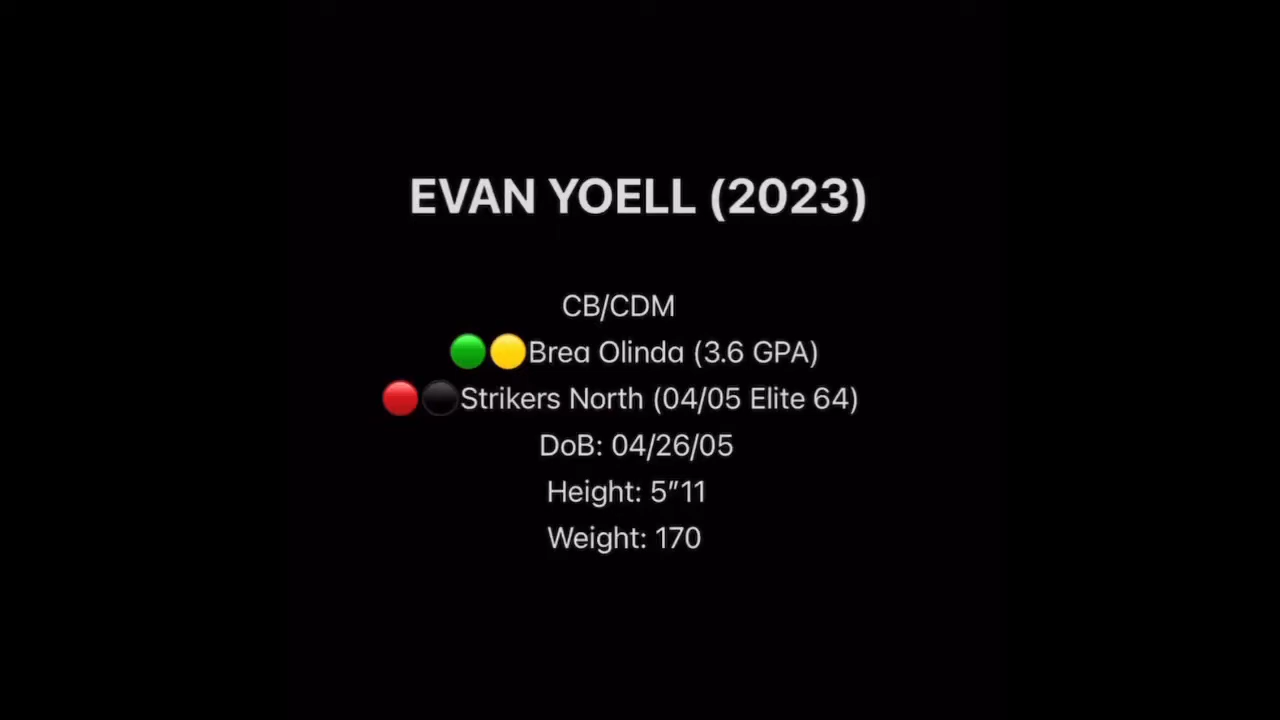 EVAN YOELL (2023)
CB/CDM
🟢🟡Brea Olinda (3.6 GPA)
🔴⚫Strikers North (04/05 Elite 64)
DoB: 04/26/05
Height: 5”11
Weight: 170